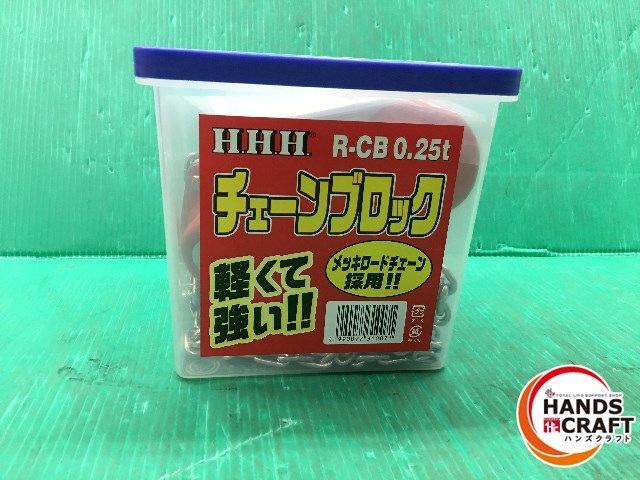 H.H.H.® R-CB 0.25t
チェーンブロック
軽くて
強い!!
メッキロードチェーン
採用!!
TOTAL LIFE SUPPORT SHOP
HANDS
CRAFT
ハンズクラフト